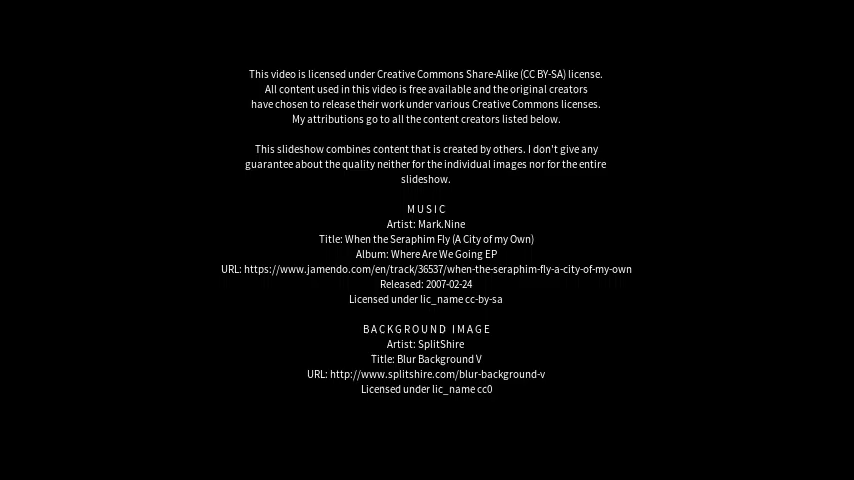 This video is licensed under Creative Commons Share-Alike (CC BY-SA) license.
All content used in this video is free available and the original creators
have chosen to release their work under various Creative Commons licenses.
My attributions go to all the content creators listed below.
This slideshow combines content that is created by others. I don't give any
guarantee about the quality neither for the individual images nor for the entire
slideshow.
MUSIC
Artist: Mark.Nine
Title: When the Seraphim Fly (A City of my Own)
Album: Where Are We Going EP
URL: https://www.jamendo.com/en/track/36537/when-the-seraphim-fly-a-city-of-my-own
Released: 2007-02-24
Licensed under lic_name cc-by-sa
BACKGROUND IMAGE
Artist: SplitShire
Title: Blur Background V
URL: http://www.splitshire.com/blur-background-v
Licensed under lic_name cc0